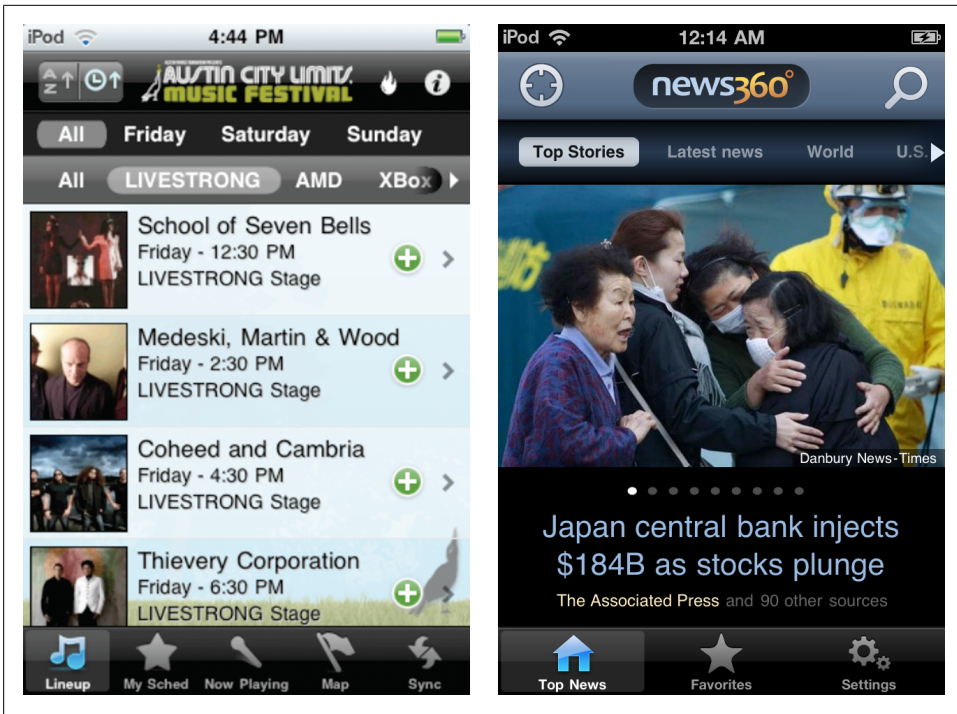 iPod 4:44 PM
A Z
AUSTIN CITY LIMITS
MUSIC FESTIVAL
All Friday Saturday Sunday
All LIVESTRONG AMD XBox
School of Seven Bells
Friday - 12:30 PM
LIVESTRONG Stage
Medeski, Martin & Wood
Friday - 2:30 PM
LIVESTRONG Stage
Coheed and Cambria
Friday - 4:30 PM
LIVESTRONG Stage
Thievery Corporation
Friday - 6:30 PM
LIVESTRONG Stage
Lineup My Sched Now Playing Map Sync
iPod 12:14 AM
news360°
Top Stories Latest news World U.S.
Danbury News-Times
Japan central bank injects
$184B as stocks plunge
The Associated Press and 90 other sources
Top News Favorites Settings